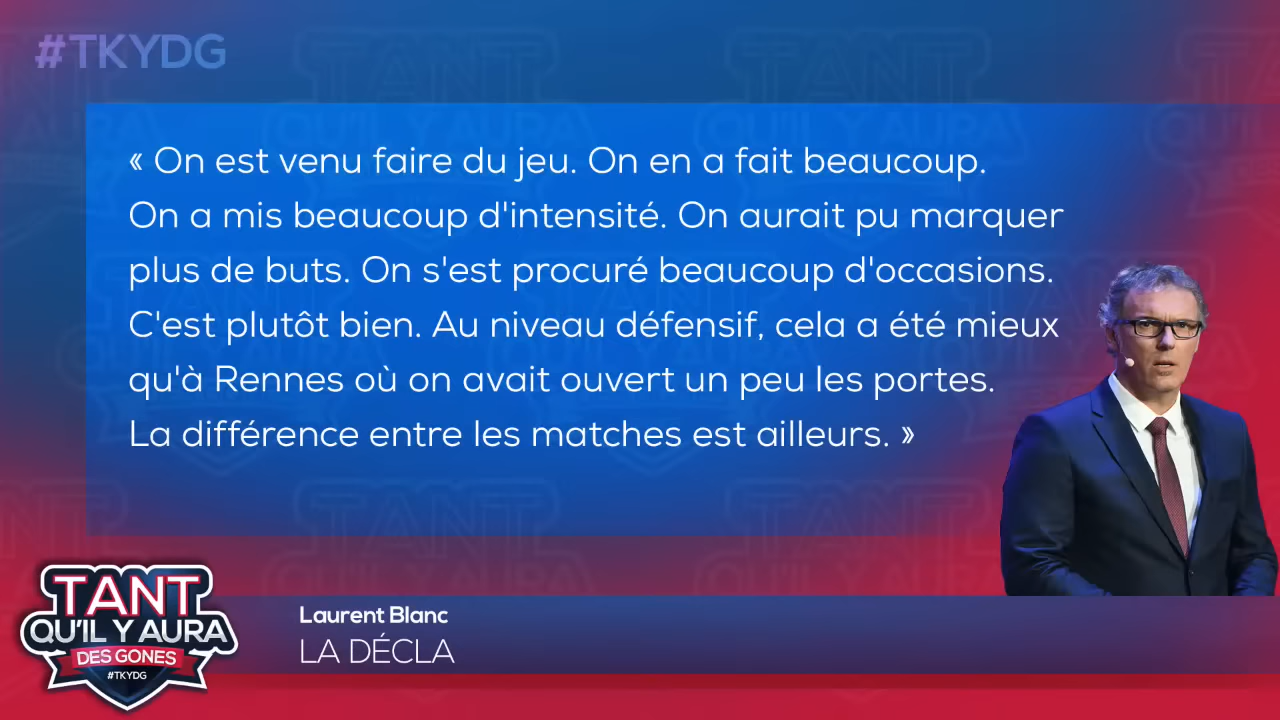 #TKYDG
« On est venu faire du jeu. On en a fait beaucoup.
On a mis beaucoup d'intensité. On aurait pu marquer
plus de buts. On s'est procuré beaucoup d'occasions.
C'est plutôt bien. Au niveau défensif, cela a été mieux
qu'à Rennes où on avait ouvert un peu les portes.
La différence entre les matches est ailleurs. »
TANT
QU'IL Y AURA
DES GONES
#TKYDG
Laurent Blanc
LA DÉCLA